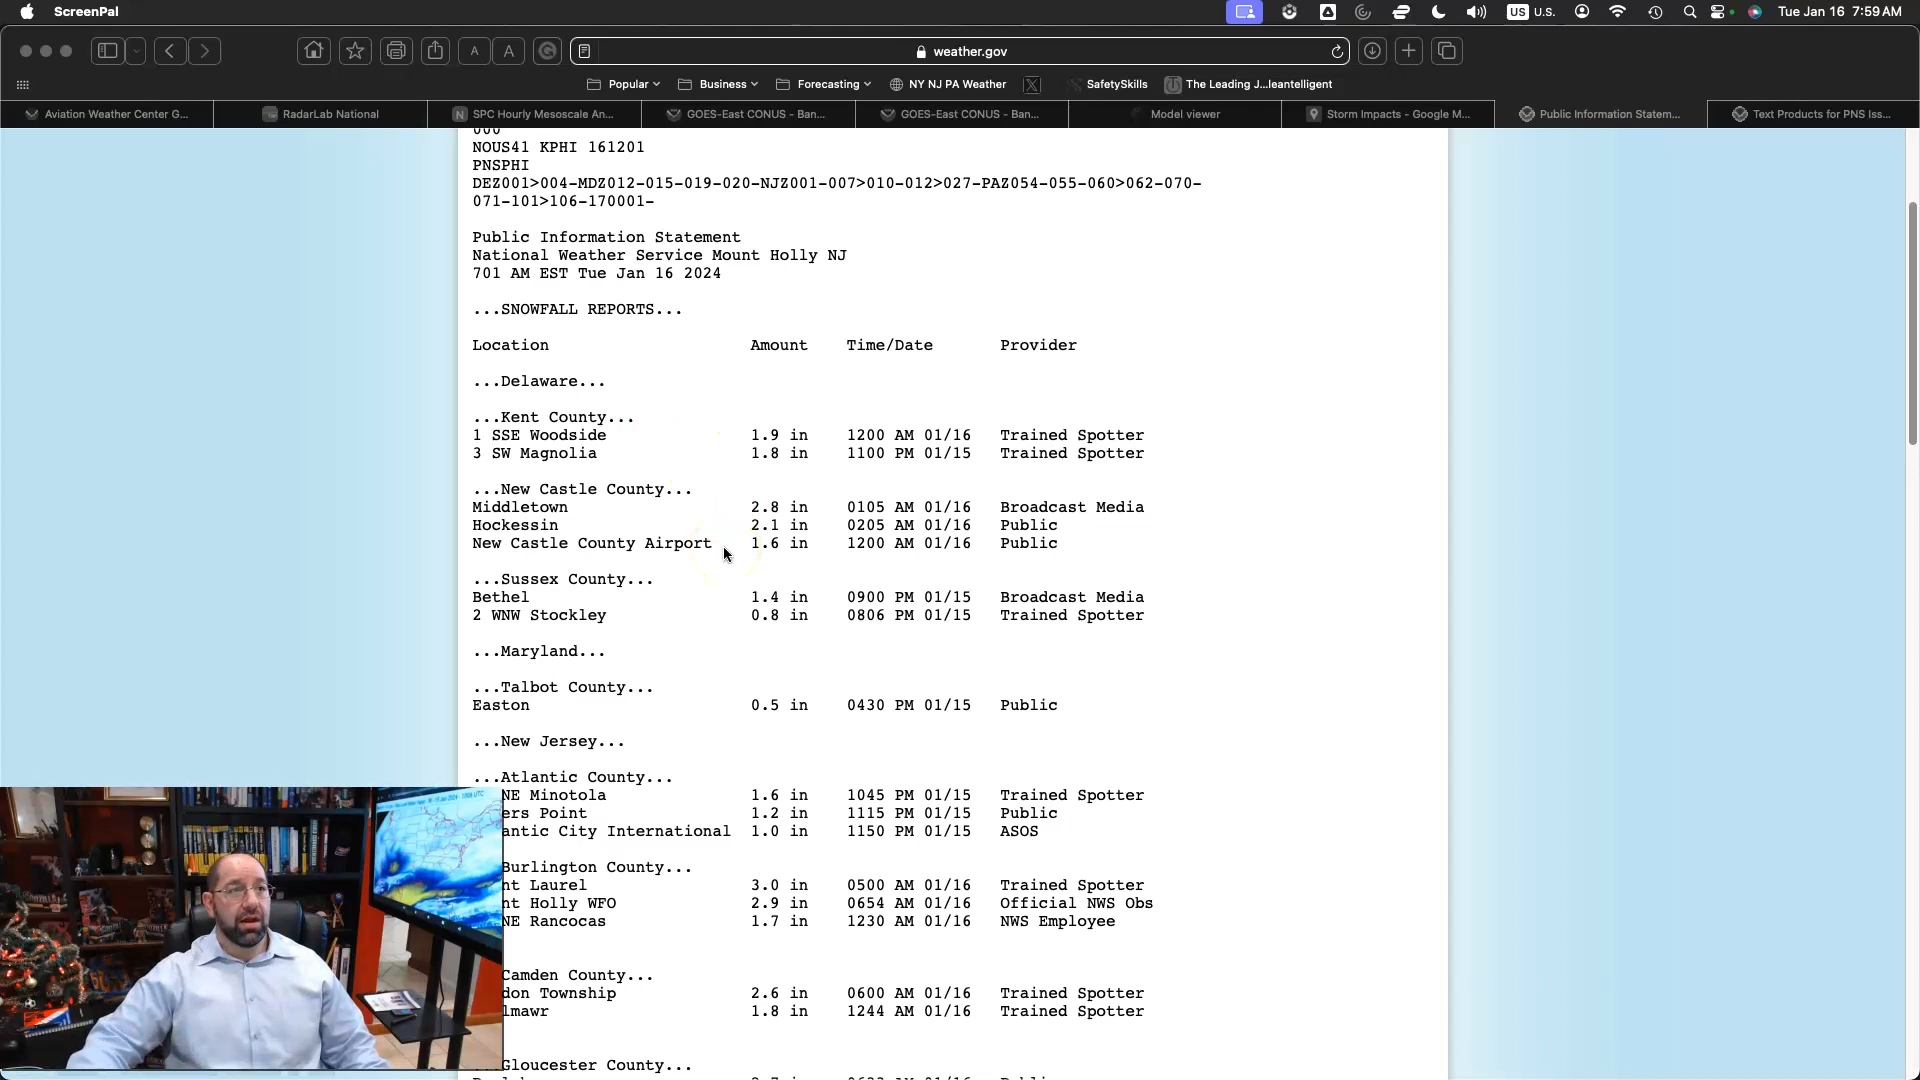 ScreenPal
US U.S.
Tue Jan 16 7:59 AM
A A
weather.gov
Popular
Business
Forecasting
NY NJ PA Weather
SafetySkills
The Leading J...leantelligent
Aviation Weather Center G...
RadarLab National
SPC Hourly Mesoscale An...
GOES-East CONUS - Ban...
GOES-East CONUS - Ban...
Model viewer
Storm Impacts - Google M...
Public Information Statem...
Text Products for PNS Iss...
000
NOUS41 KPHI 161201
PNSPHI
DEZ001>004-MDZ012-015-019-020-NJZ001-007>010-012>027-PAZ054-055-060>062-070-
071-101>106-170001-
Public Information Statement
National Weather Service Mount Holly NJ
701 AM EST Tue Jan 16 2024
...SNOWFALL REPORTS...
Location Amount Time/Date Provider
...Delaware...
...Kent County...
1 SSE Woodside 1.9 in 1200 AM 01/16 Trained Spotter
3 SW Magnolia 1.8 in 1100 PM 01/15 Trained Spotter
...New Castle County...
Middletown 2.8 in 0105 AM 01/16 Broadcast Media
Hockessin 2.1 in 0205 AM 01/16 Public
New Castle County Airport 1.6 in 1200 AM 01/16 Public
...Sussex County...
Bethel 1.4 in 0900 PM 01/15 Broadcast Media
2 WNW Stockley 0.8 in 0806 PM 01/15 Trained Spotter
...Maryland...
...Talbot County...
Easton 0.5 in 0430 PM 01/15 Public
...New Jersey...
...Atlantic County...
NE Minotola 1.6 in 1045 PM 01/15 Trained Spotter
ers Point 1.2 in 1115 PM 01/15 Public
antic City International 1.0 in 1150 PM 01/15 ASOS
Burlington County...
nt Laurel 3.0 in 0500 AM 01/16 Trained Spotter
nt Holly WFO 2.9 in 0654 AM 01/16 Official NWS Obs
NE Rancocas 1.7 in 1230 AM 01/16 NWS Employee
Camden County...
don Township 2.6 in 0600 AM 01/16 Trained Spotter
lmawr 1.8 in 1244 AM 01/16 Trained Spotter
Gloucester County...